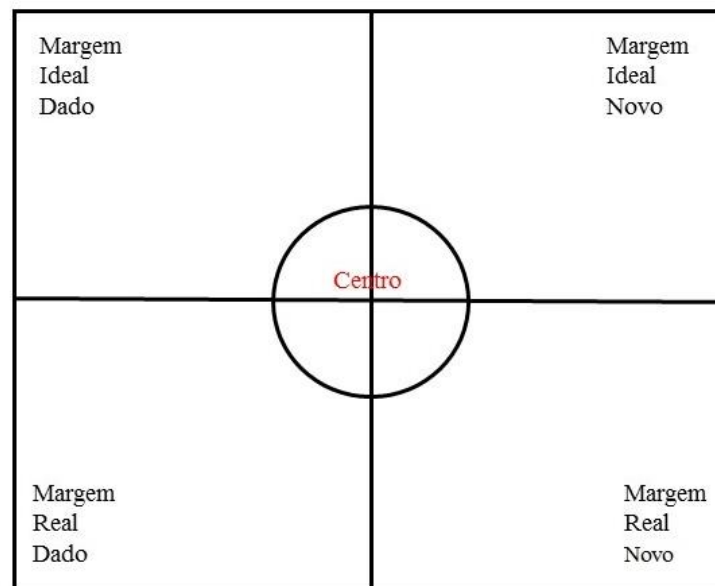 Margem
Ideal
Dado
Margem
Ideal
Novo
Centro
Margem
Real
Dado
Margem
Real
Novo